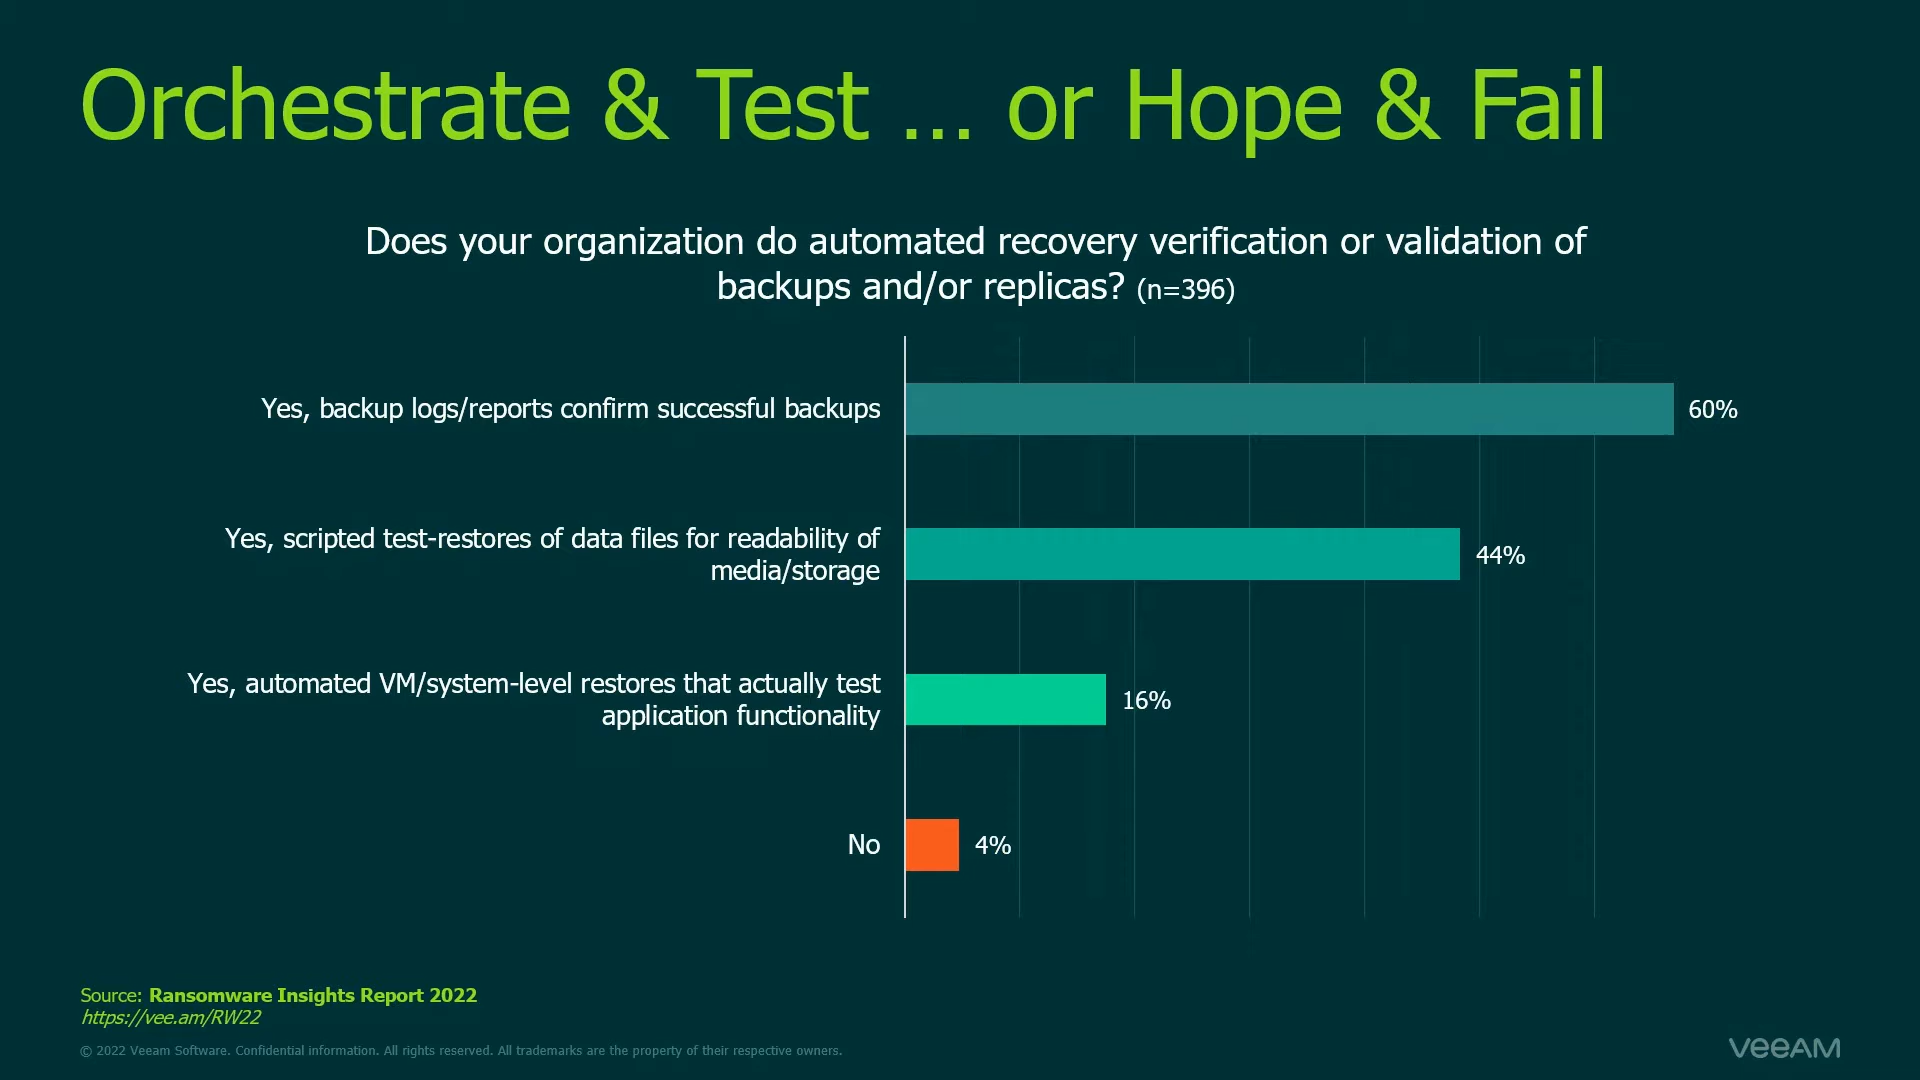 Orchestrate & Test ... or Hope & Fail
Does your organization do automated recovery verification or validation of
backups and/or replicas? (n=396)
Yes, backup logs/reports confirm successful backups
60%
Yes, scripted test-restores of data files for readability of
media/storage
44%
Yes, automated VM/system-level restores that actually test
application functionality
16%
No
4%
Source: Ransomware Insights Report 2022
https://vee.am/RW22
© 2022 Veeam Software. Confidential information. All rights reserved. All trademarks are the property of their respective owners.
veeAM